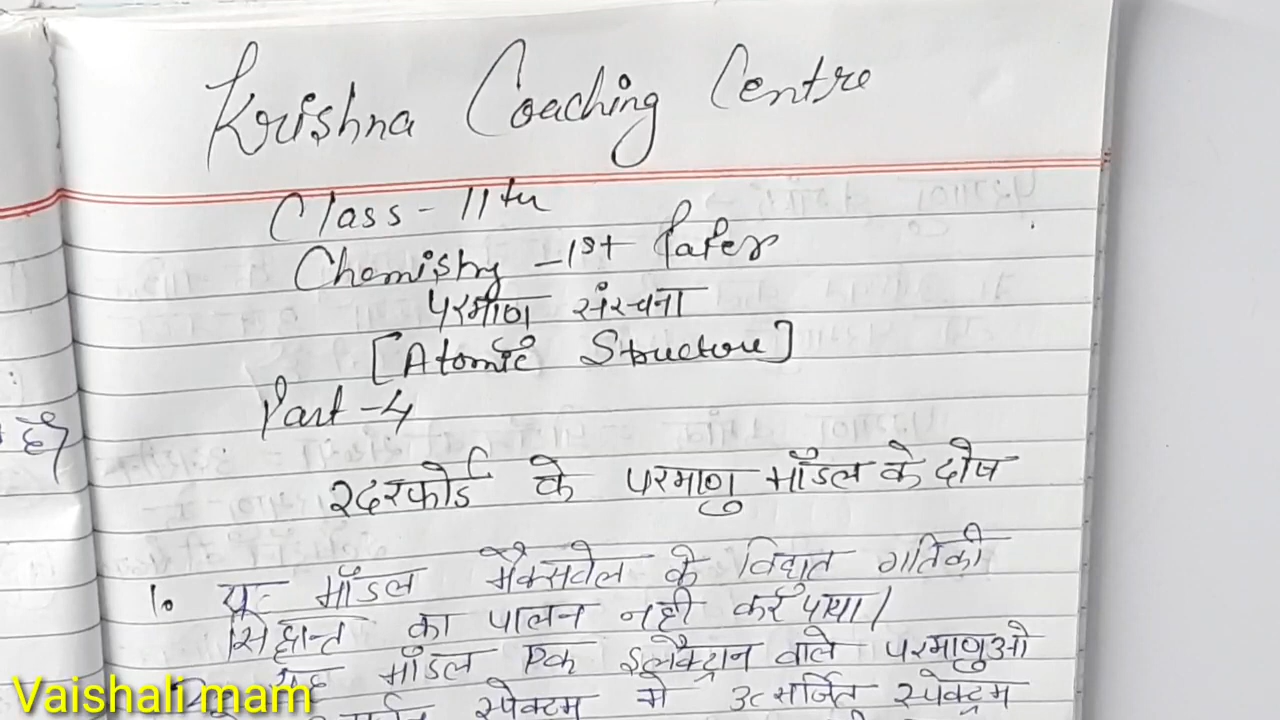 Krishna Coaching Centre
Class - 11th
Chemistry - 1st Paper
परमाणु संरचना
[Atomic Structure]
Part - 4
है
रदरफोर्ड के परमाणु मॉडल के दोष
1. यह मॉडल मैक्सवेल के विद्युत गतिकी
सिद्धान्त का पालन नही कर पाया।
यह मॉडल एक इलेक्ट्रान वाले परमाणुओ
स्पेक्ट्रम मे उत्सर्जित स्पेक्ट्रम
Vaishali mam